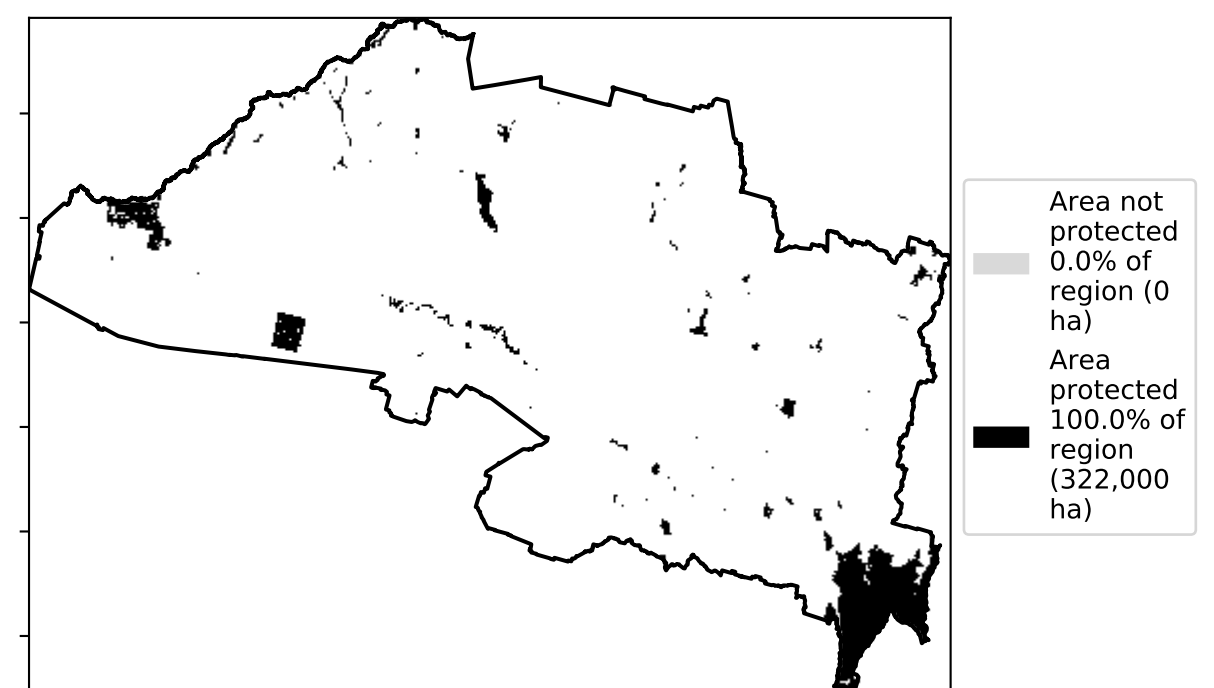 Area not
protected
0.0% of
region (0
ha)
Area
protected
100.0% of
region
(322,000
ha)